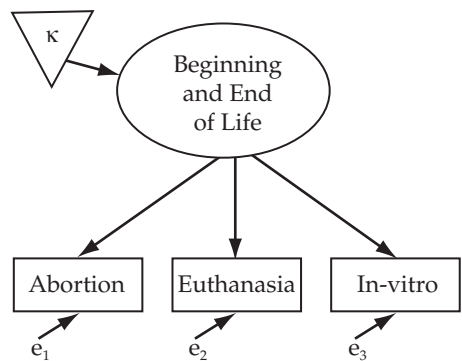 κ
Beginning
and End
of Life
Abortion
Euthanasia
In-vitro
e1
e2
e3